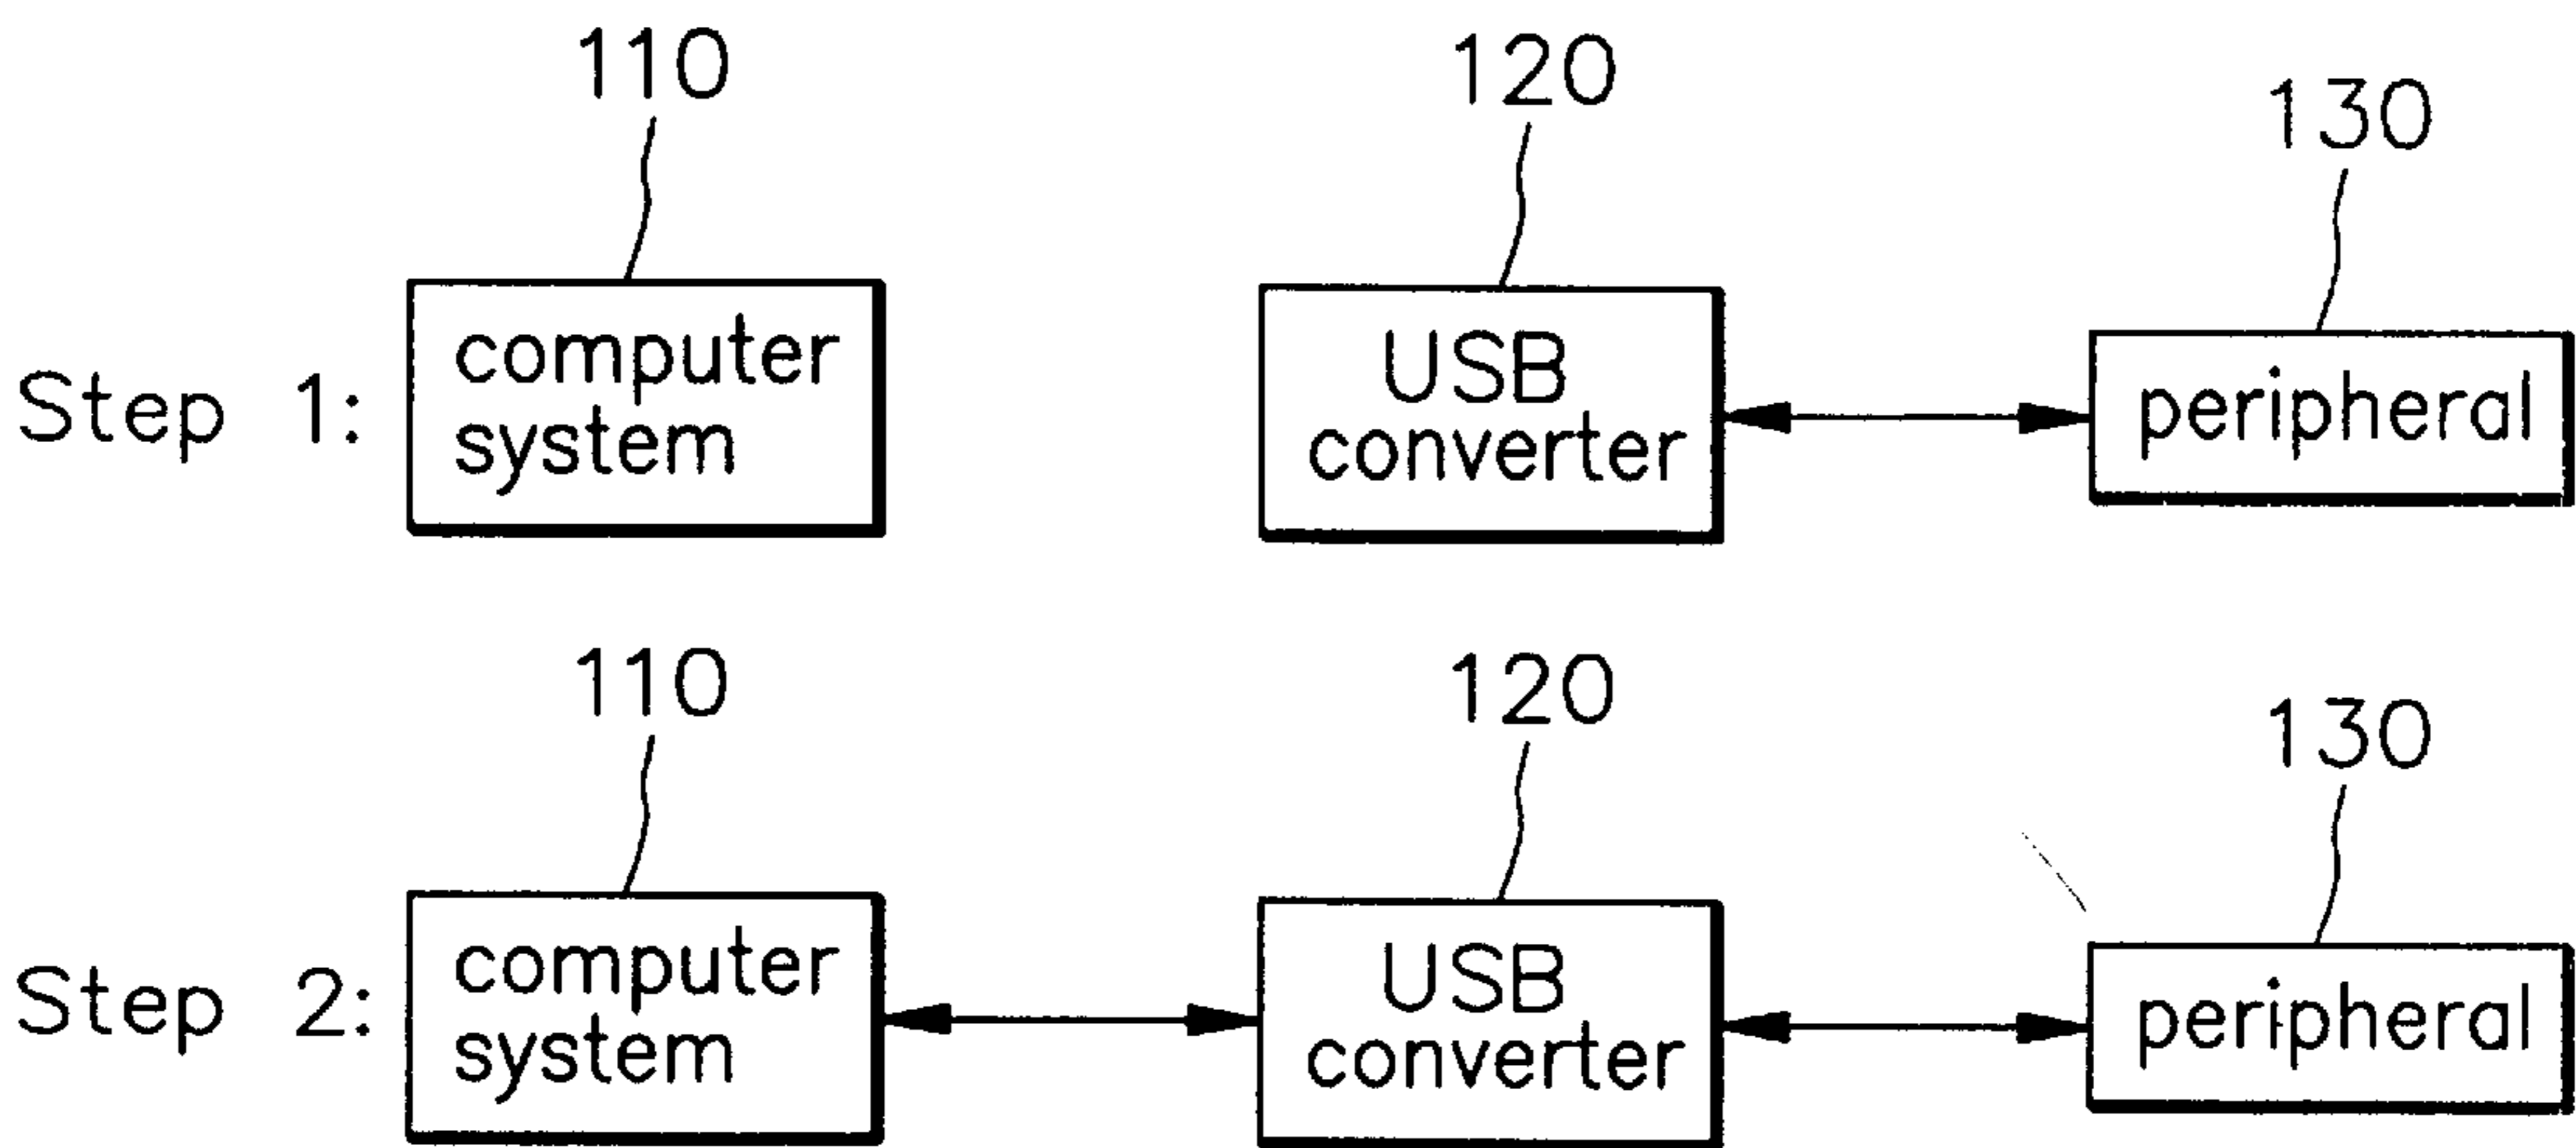 110
120
130
Step 1:
computer
system
USB
converter
peripheral
110
120
130
Step 2:
computer
system
USB
converter
peripheral